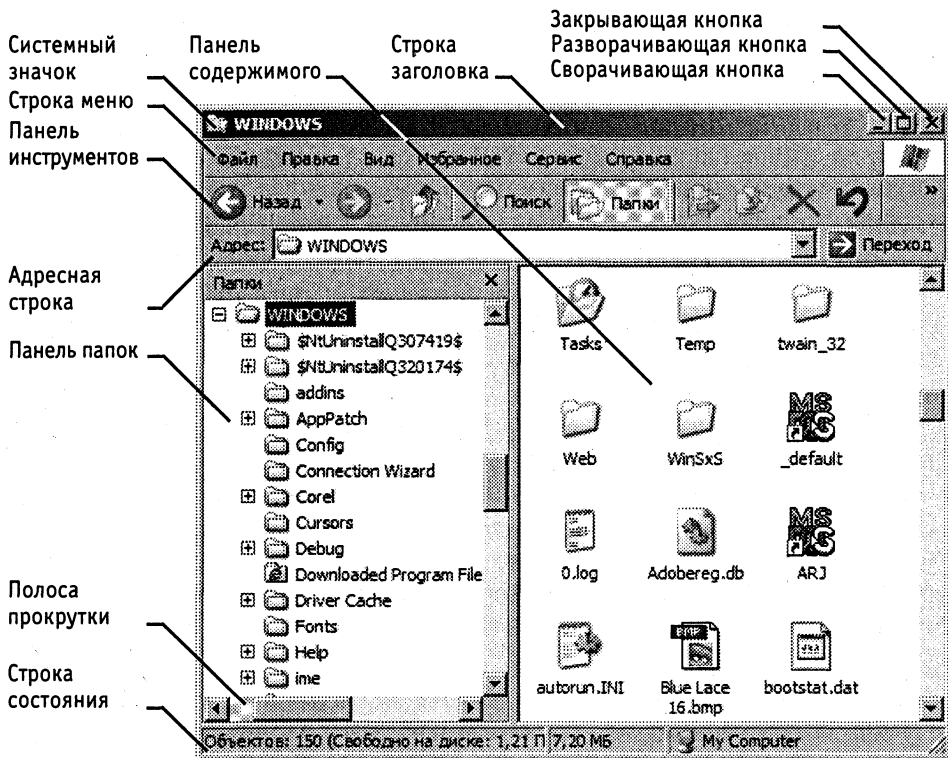 Закрывающая кнопка
Разворачивающая кнопка
Сворачивающая кнопка
Системный
значок
Панель
содержимого
Строка
заголовка
Строка меню
Панель
инструментов
Адресная
строка
Панель папок
Полоса
прокрутки
Строка
состояния
WINDOWS
Файл Правка Вид Избранное Сервис Справка
Назад Поиск Папки »
Адрес: WINDOWS Переход
Папки
WINDOWS
$NtUninstallQ307419$
$NtUninstallQ320174$
addins
AppPatch
Config
Connection Wizard
Corel
Cursors
Debug
Downloaded Program File
Driver Cache
Fonts
Help
ime
Tasks Temp twain_32
Web WinSxS _default
0.log Adobereg.db ARJ
autorun.INI Blue Lace 16.bmp bootstat.dat
MS
MS
BMP
Объектов: 150 (Свободно на диске: 1,21 П 7,20 МБ My Computer